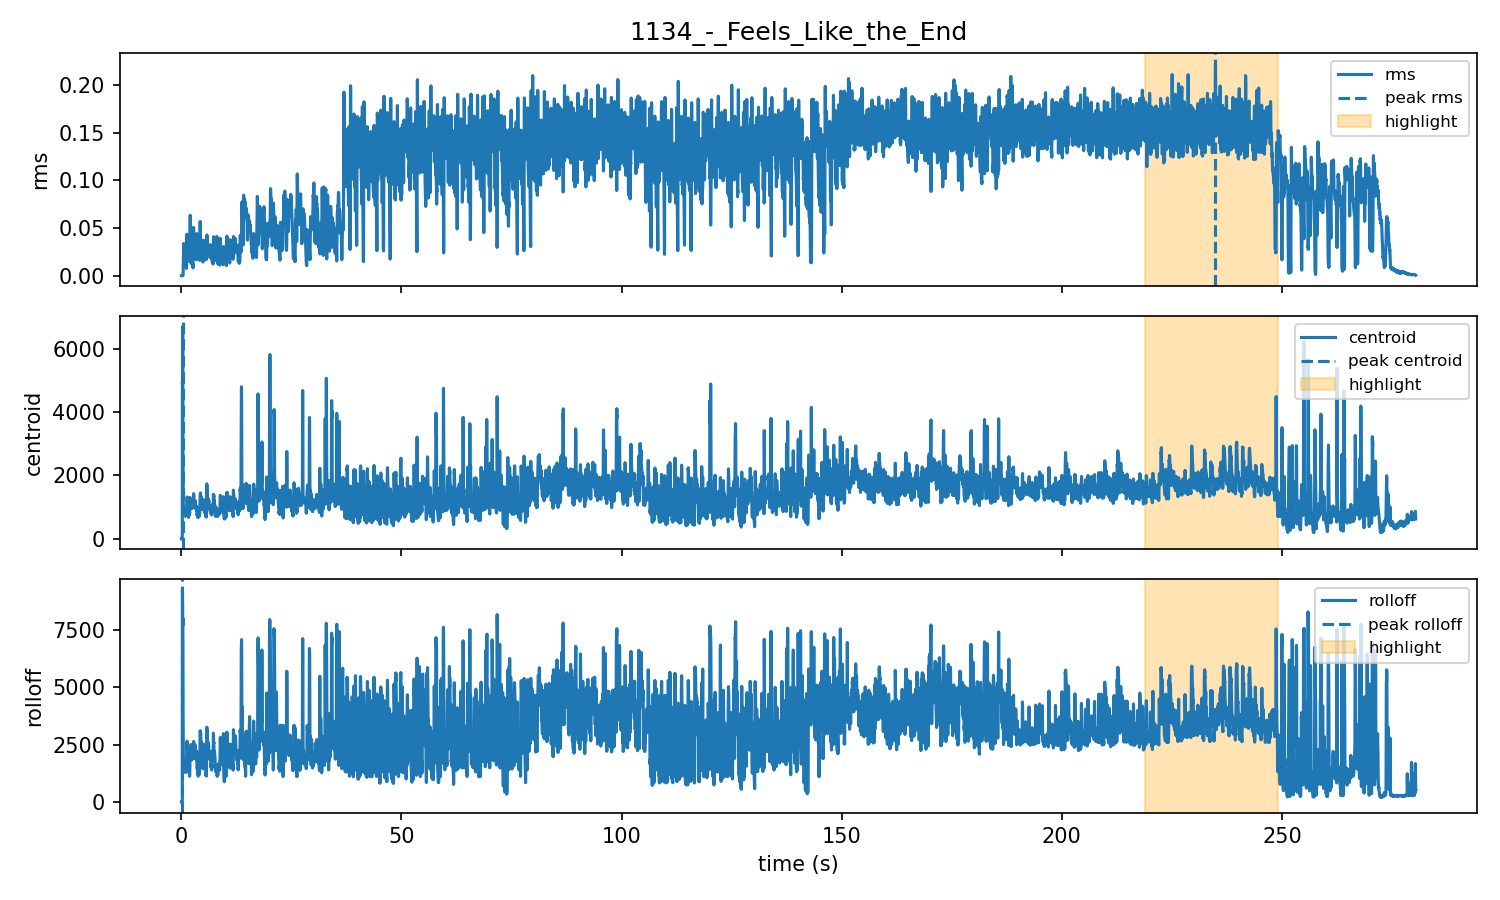 1134_-_Feels_Like_the_End
0.20
0.15
0.10
0.05
0.00
rms
rms
peak rms
highlight
6000
4000
2000
0
centroid
centroid
peak centroid
highlight
7500
5000
2500
0
rolloff
rolloff
peak rolloff
highlight
0 50 100 150 200 250
time (s)